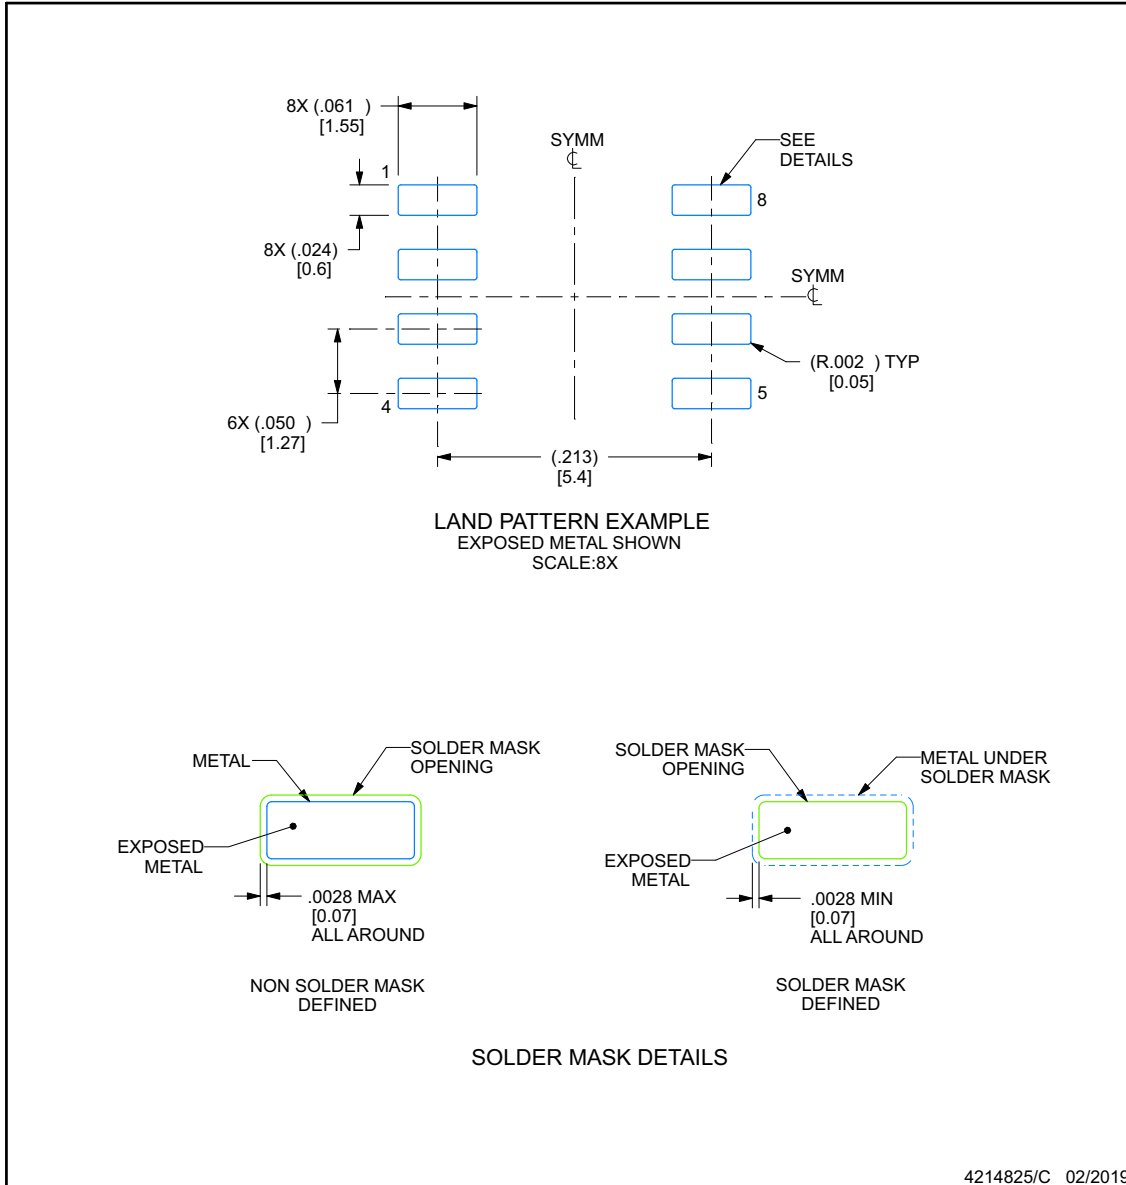 8X (.061 )
[1.55]
SYMM
SEE
DETAILS
1
8
8X (.024)
[0.6]
SYMM
(R.002 ) TYP
[0.05]
4
5
6X (.050 )
[1.27]
(.213)
[5.4]
LAND PATTERN EXAMPLE
EXPOSED METAL SHOWN
SCALE:8X
METAL
SOLDER MASK
OPENING
EXPOSED
METAL
.0028 MAX
[0.07]
ALL AROUND
NON SOLDER MASK
DEFINED
SOLDER MASK
OPENING
METAL UNDER
SOLDER MASK
EXPOSED
METAL
.0028 MIN
[0.07]
ALL AROUND
SOLDER MASK
DEFINED
SOLDER MASK DETAILS
4214825/C 02/2019